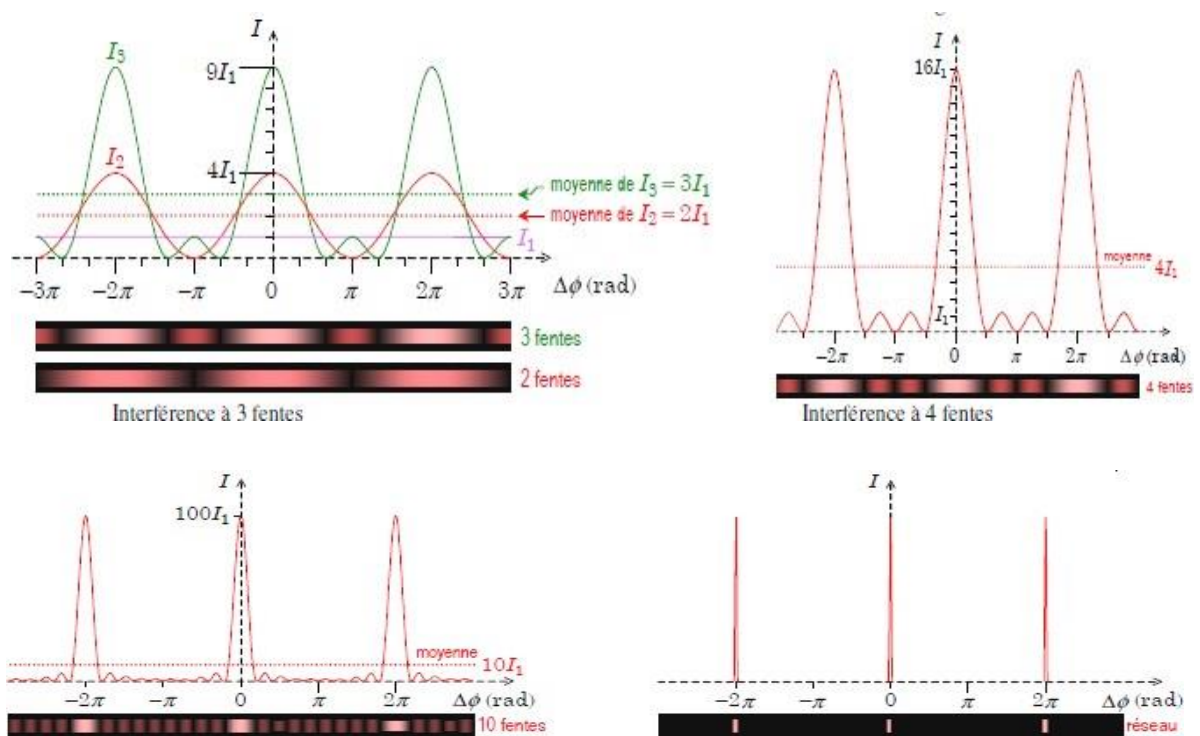 I
I₃
9I₁
I₂
4I₁
moyenne de I₃ = 3I₁
moyenne de I₂ = 2I₁
I₁
−3π −2π −π 0 π 2π 3π Δϕ (rad)
3 fentes
2 fentes
Interférence à 3 fentes
I
16I₁
moyenne 4I₁
I₁
−2π −π 0 π 2π Δϕ (rad)
4 fentes
Interférence à 4 fentes
I
100I₁
moyenne
10I₁
−2π −π 0 π 2π Δϕ (rad)
10 fentes
I
−2π −π 0 π 2π Δϕ (rad)
réseau